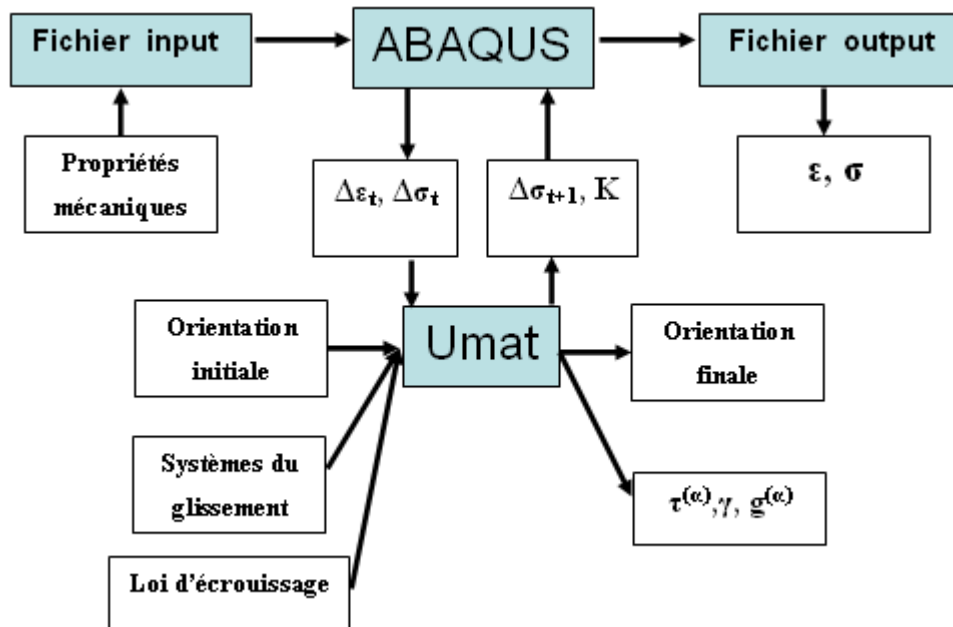 Fichier input
ABAQUS
Fichier output
Propriétés
mécaniques
Δεt, Δσt
Δσt+1, K
ε, σ
Orientation
initiale
Umat
Orientation
finale
Systèmes du
glissement
τ(α),γ, g(α)
Loi d'écrouissage